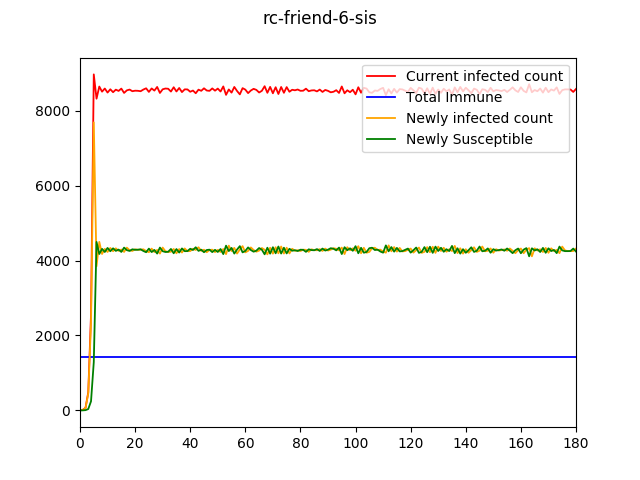 rc-friend-6-sis
Current infected count
Total Immune
Newly infected count
Newly Susceptible
8000
6000
4000
2000
0
0 20 40 60 80 100 120 140 160 180